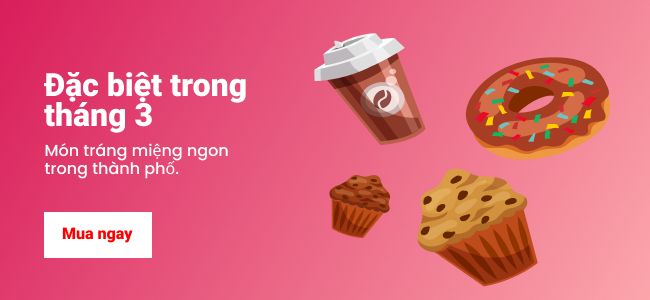 Đặc biệt trong
tháng 3
Món tráng miệng ngon
trong thành phố.
Mua ngay